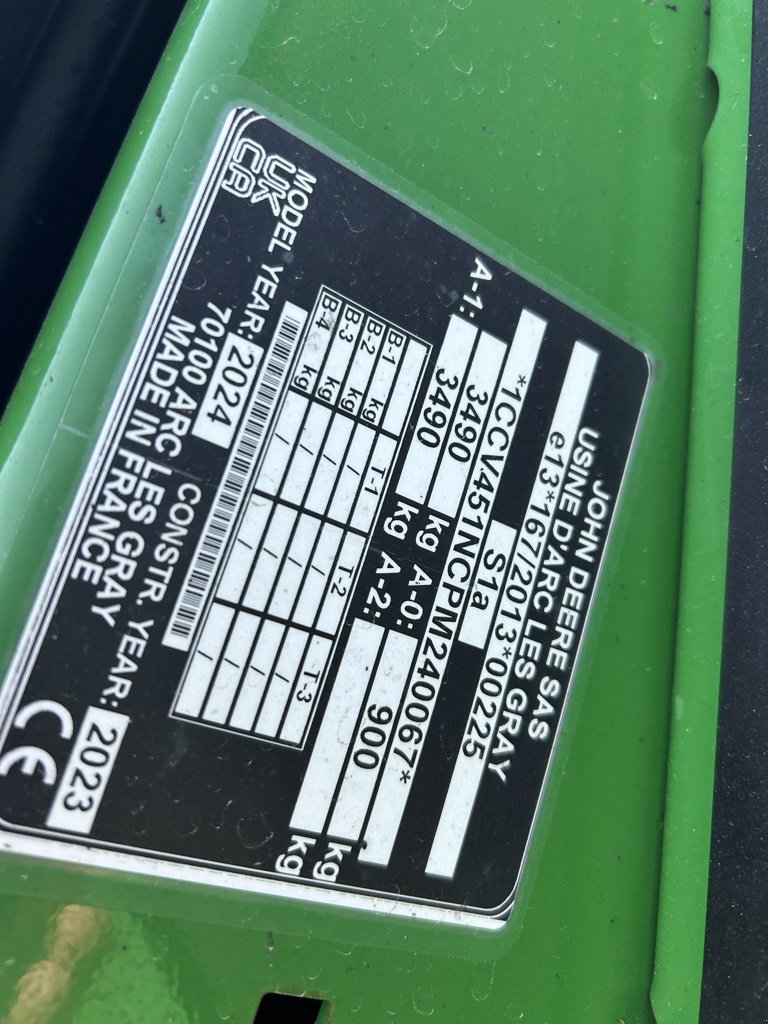 JOHN DEERE SAS
USINE D'ARC LES GRAY
e13*167/2013*00225
S1a
*1CCV451NCPM240067*
3490 kg A-0: 900 kg
A-1: 3490 kg A-2: kg
T-1 T-2 T-3
B-1 kg / / /
B-2 kg / / /
B-3 kg / / /
B-4 kg / / /
MODEL YEAR: 2024 CONSTR. YEAR: 2023
UK
CA
70100 ARC LES GRAY
MADE IN FRANCE
CE